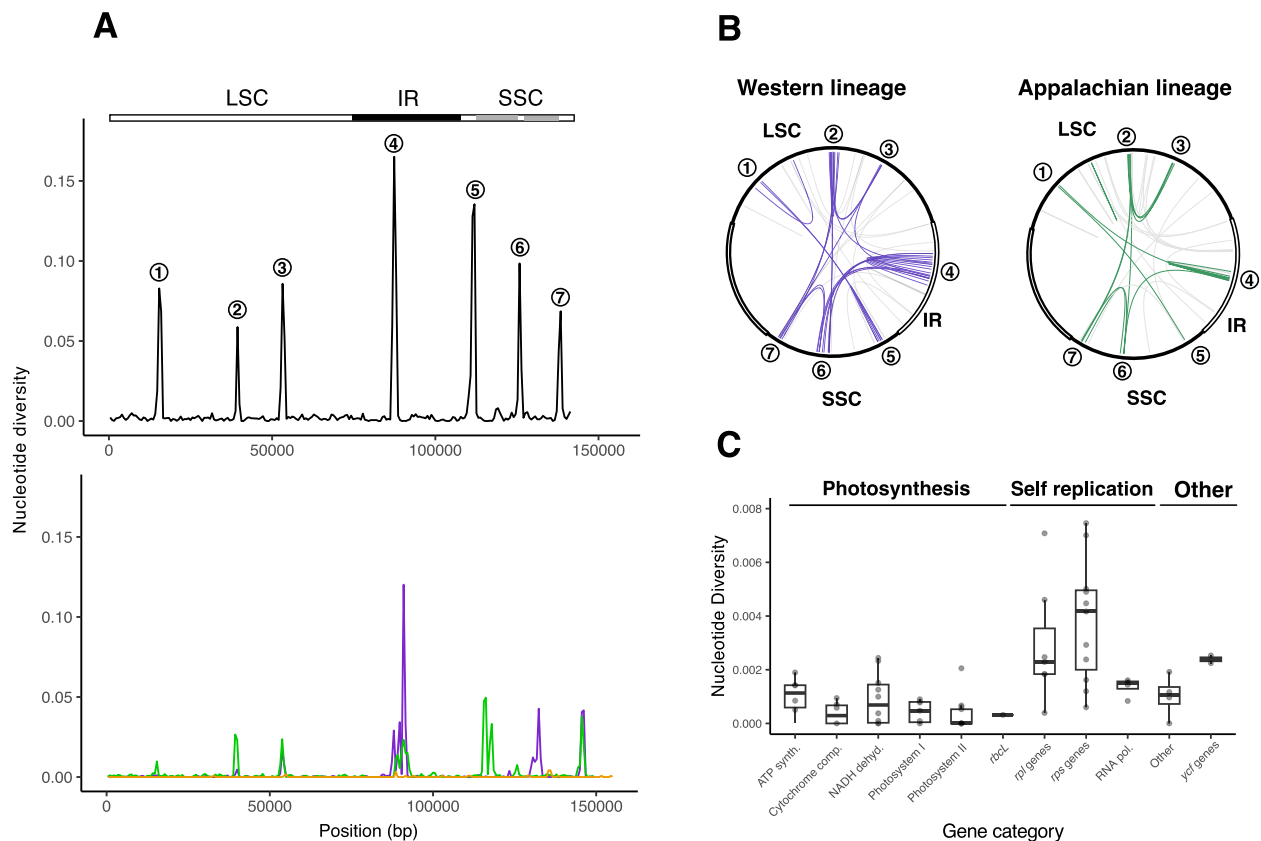 A
LSC IR SSC
Nucleotide diversity
0.15
0.10
0.05
0.00
1
2
3
4
5
6
7
0 50000 100000 150000
0.15
0.10
0.05
0.00
0 50000 100000 150000
Position (bp)
B
Western lineage
LSC
1
2
3
4
IR
5
6
7
SSC
Appalachian lineage
LSC
1
2
3
4
IR
5
6
7
SSC
C
Photosynthesis Self replication Other
Nucleotide Diversity
0.008
0.006
0.004
0.002
0.000
ATP synth.
Cytochrome comp.
NADH dehyd.
Photosystem I
Photosystem II
rbcL
rpl genes
rps genes
RNA pol.
Other
ycf genes
Gene category